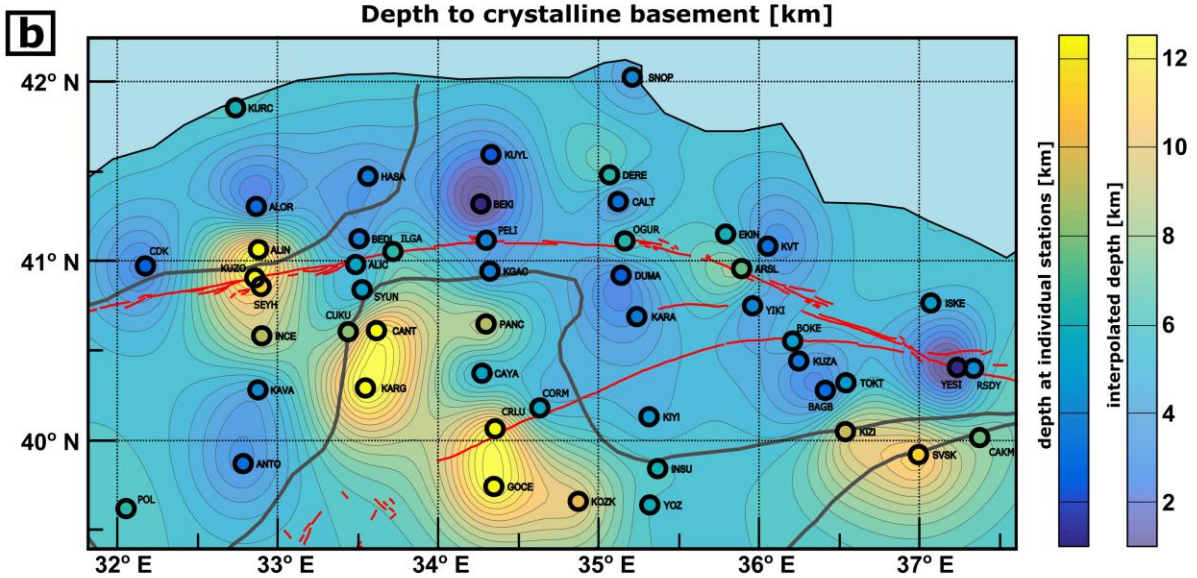 b
Depth to crystalline basement [km]
42° N
41° N
40° N
SNOP
KURC
KUYL
HASA
DERE
CALT
BEKI
ALOR
PELI
OGUR
EKIN
KVT
BEDI
ILGA
ALIN
CDK
ALIC
KGAC
DUMA
ARSL
KUZO
SEYH
SYUN
ISKE
YIKI
KARA
CUKU
CANT
PANC
INCE
BOKE
KUZA
YESI
RSDY
CAYA
TOKT
KAVA
KARG
BAGB
CORM
CRLU
KIYI
KIZI
CAKM
SVSK
ANTO
INSU
GOCE
KOZK
YOZ
POL
32° E
33° E
34° E
35° E
36° E
37° E
depth at individual stations [km]
interpolated depth [km]
12
10
8
6
4
2